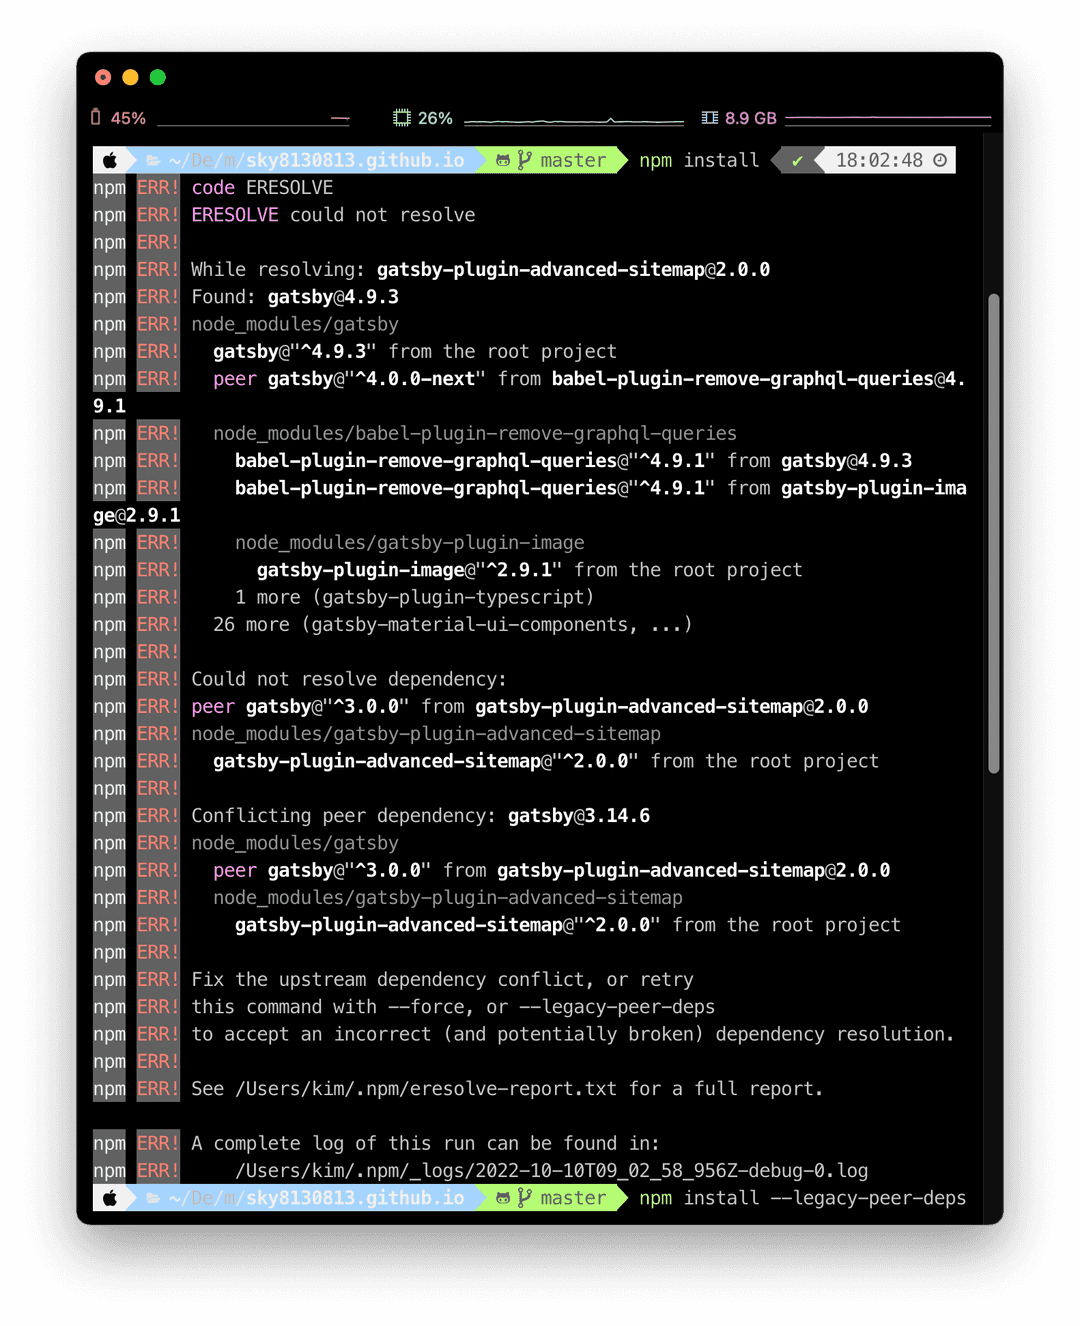 45% 26% 8.9 GB
~/De/m/sky8130813.github.io master npm install ✔ 18:02:48
npm ERR! code ERESOLVE
npm ERR! ERESOLVE could not resolve
npm ERR!
npm ERR! While resolving: gatsby-plugin-advanced-sitemap@2.0.0
npm ERR! Found: gatsby@4.9.3
npm ERR! node_modules/gatsby
npm ERR!   gatsby@"^4.9.3" from the root project
npm ERR!   peer gatsby@"^4.0.0-next" from babel-plugin-remove-graphql-queries@4.
9.1
npm ERR!   node_modules/babel-plugin-remove-graphql-queries
npm ERR!     babel-plugin-remove-graphql-queries@"^4.9.1" from gatsby@4.9.3
npm ERR!     babel-plugin-remove-graphql-queries@"^4.9.1" from gatsby-plugin-ima
ge@2.9.1
npm ERR!     node_modules/gatsby-plugin-image
npm ERR!       gatsby-plugin-image@"^2.9.1" from the root project
npm ERR!     1 more (gatsby-plugin-typescript)
npm ERR!   26 more (gatsby-material-ui-components, ...)
npm ERR!
npm ERR! Could not resolve dependency:
npm ERR! peer gatsby@"^3.0.0" from gatsby-plugin-advanced-sitemap@2.0.0
npm ERR! node_modules/gatsby-plugin-advanced-sitemap
npm ERR!   gatsby-plugin-advanced-sitemap@"^2.0.0" from the root project
npm ERR!
npm ERR! Conflicting peer dependency: gatsby@3.14.6
npm ERR! node_modules/gatsby
npm ERR!   peer gatsby@"^3.0.0" from gatsby-plugin-advanced-sitemap@2.0.0
npm ERR!   node_modules/gatsby-plugin-advanced-sitemap
npm ERR!     gatsby-plugin-advanced-sitemap@"^2.0.0" from the root project
npm ERR!
npm ERR! Fix the upstream dependency conflict, or retry
npm ERR! this command with --force, or --legacy-peer-deps
npm ERR! to accept an incorrect (and potentially broken) dependency resolution.
npm ERR!
npm ERR! See /Users/kim/.npm/eresolve-report.txt for a full report.
npm ERR! A complete log of this run can be found in:
npm ERR!     /Users/kim/.npm/_logs/2022-10-10T09_02_58_956Z-debug-0.log
~/De/m/sky8130813.github.io master npm install --legacy-peer-deps